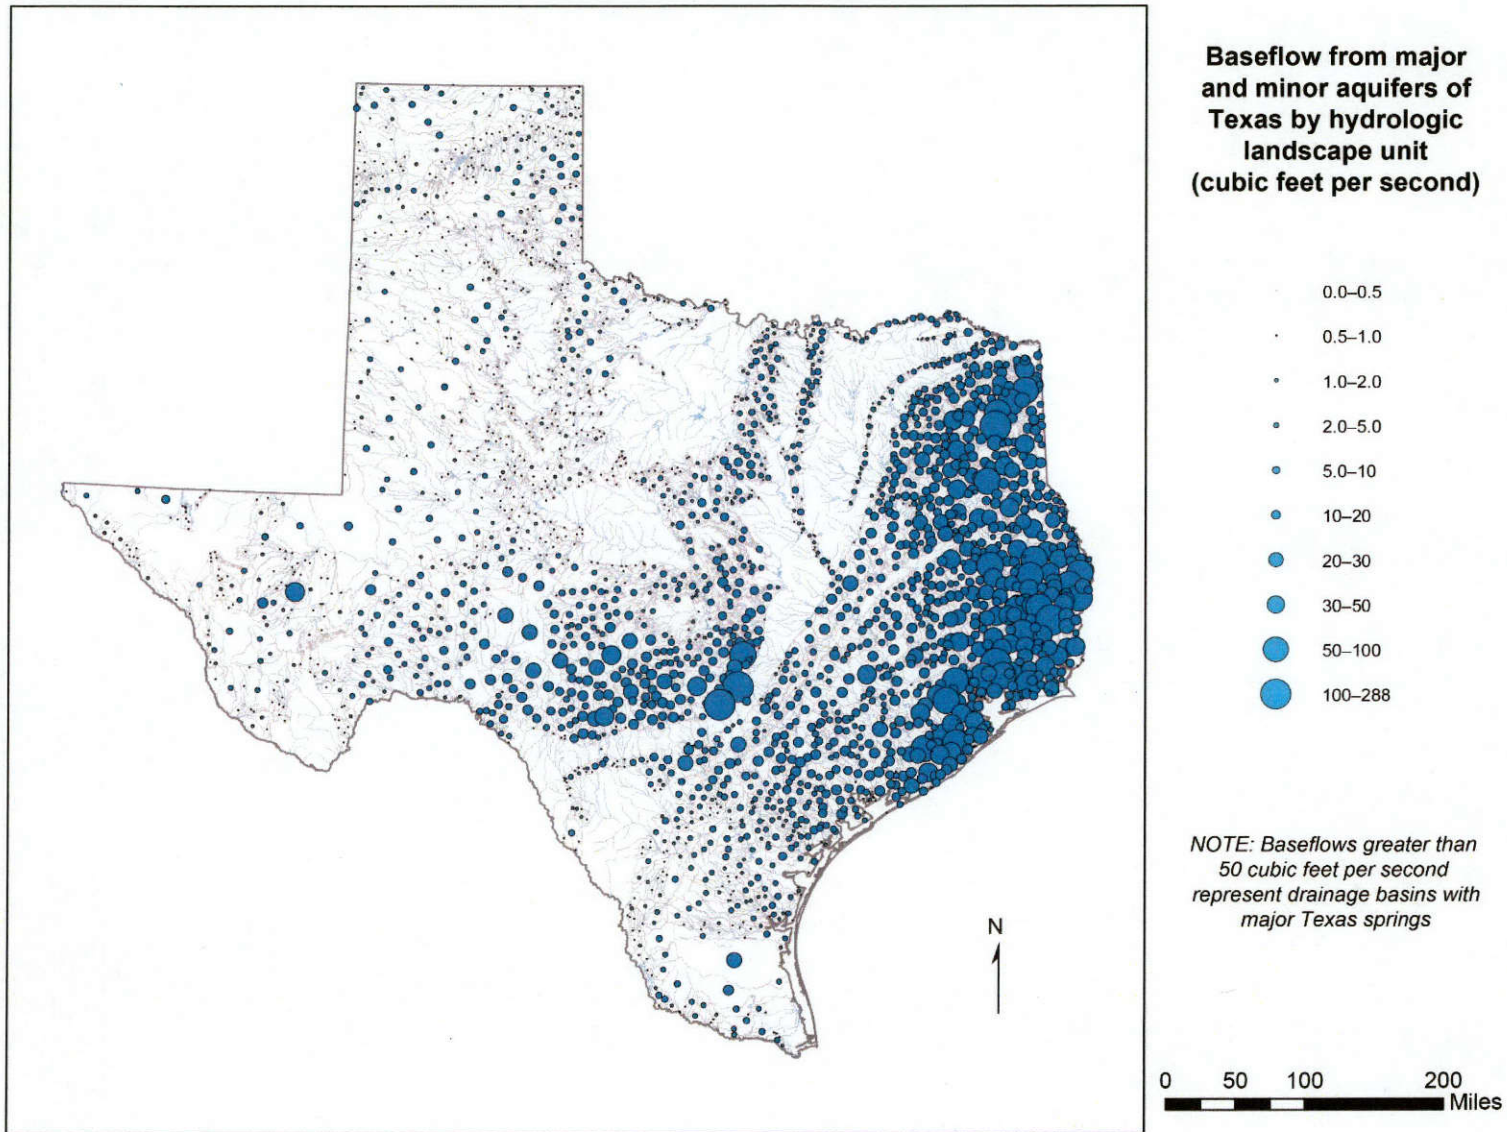 Baseflow from major
and minor aquifers of
Texas by hydrologic
landscape unit
(cubic feet per second)
0.0–0.5
0.5–1.0
1.0–2.0
2.0–5.0
5.0–10
10–20
20–30
30–50
50–100
100–288
NOTE: Baseflows greater than
50 cubic feet per second
represent drainage basins with
major Texas springs
N
0 50 100 200
Miles